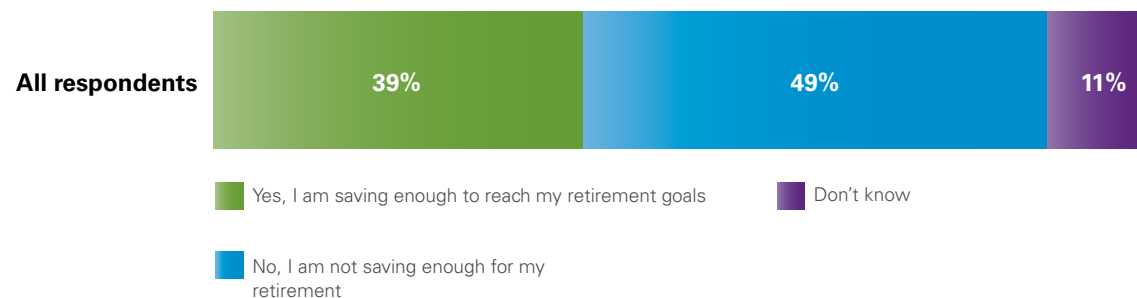 All respondents
39%
49%
11%
Yes, I am saving enough to reach my retirement goals
Don’t know
No, I am not saving enough for my
retirement